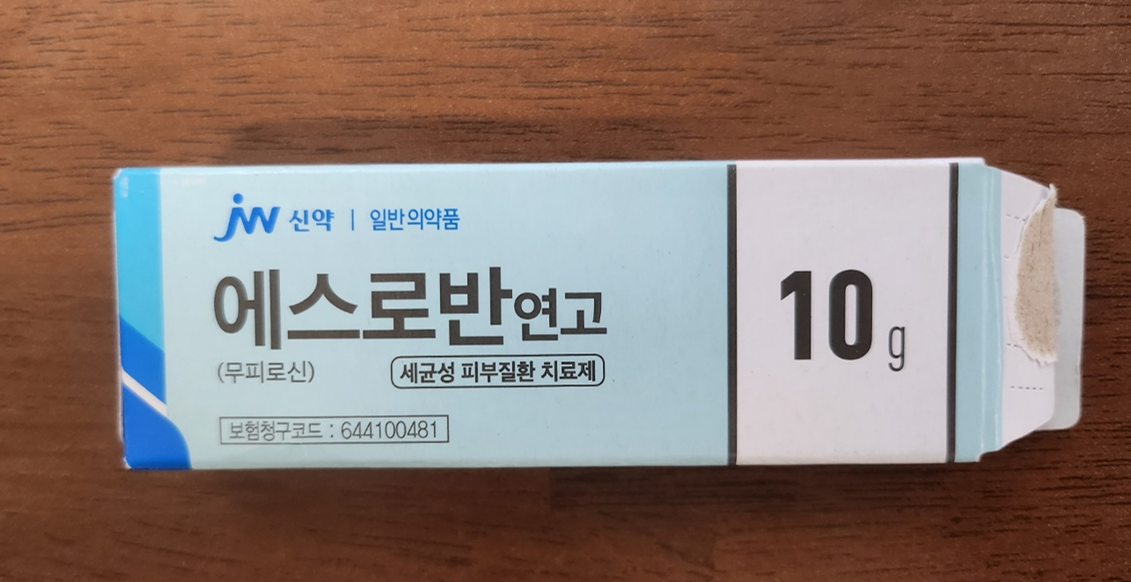 jw 신약 | 일반의약품
에스로반연고
(무피로신) 세균성 피부질환 치료제
보험청구코드 : 644100481
10 g